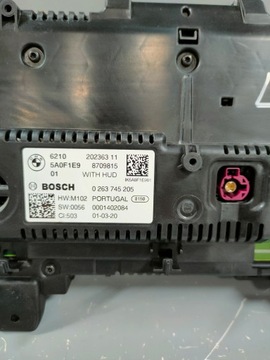 6210 202363 11
5A0F1E9 8709815
01 WITH HUD
BOSCH 0 263 745 205
HW:M102 PORTUGAL
SW:0056 0001402084
CI:503 01-03-20